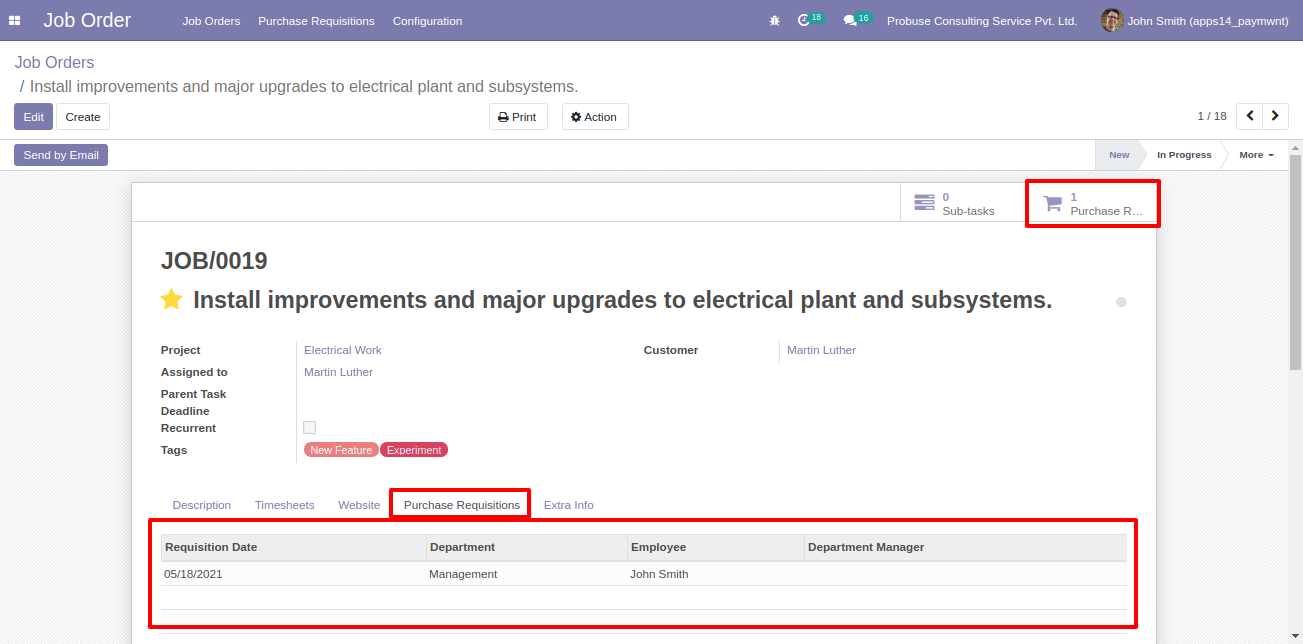 Job Order Job Orders Purchase Requisitions Configuration 18 16 Probuse Consulting Service Pvt. Ltd. John Smith (apps14_paymwnt)
Job Orders
/ Install improvements and major upgrades to electrical plant and subsystems.
Edit Create Print Action 1 / 18
Send by Email New In Progress More
0 1
Sub-tasks Purchase R...
JOB/0019
Install improvements and major upgrades to electrical plant and subsystems.
Project Electrical Work Customer Martin Luther
Assigned to Martin Luther
Parent Task
Deadline
Recurrent
Tags New Feature Experiment
Description Timesheets Website Purchase Requisitions Extra Info
Requisition Date Department Employee Department Manager
05/18/2021 Management John Smith